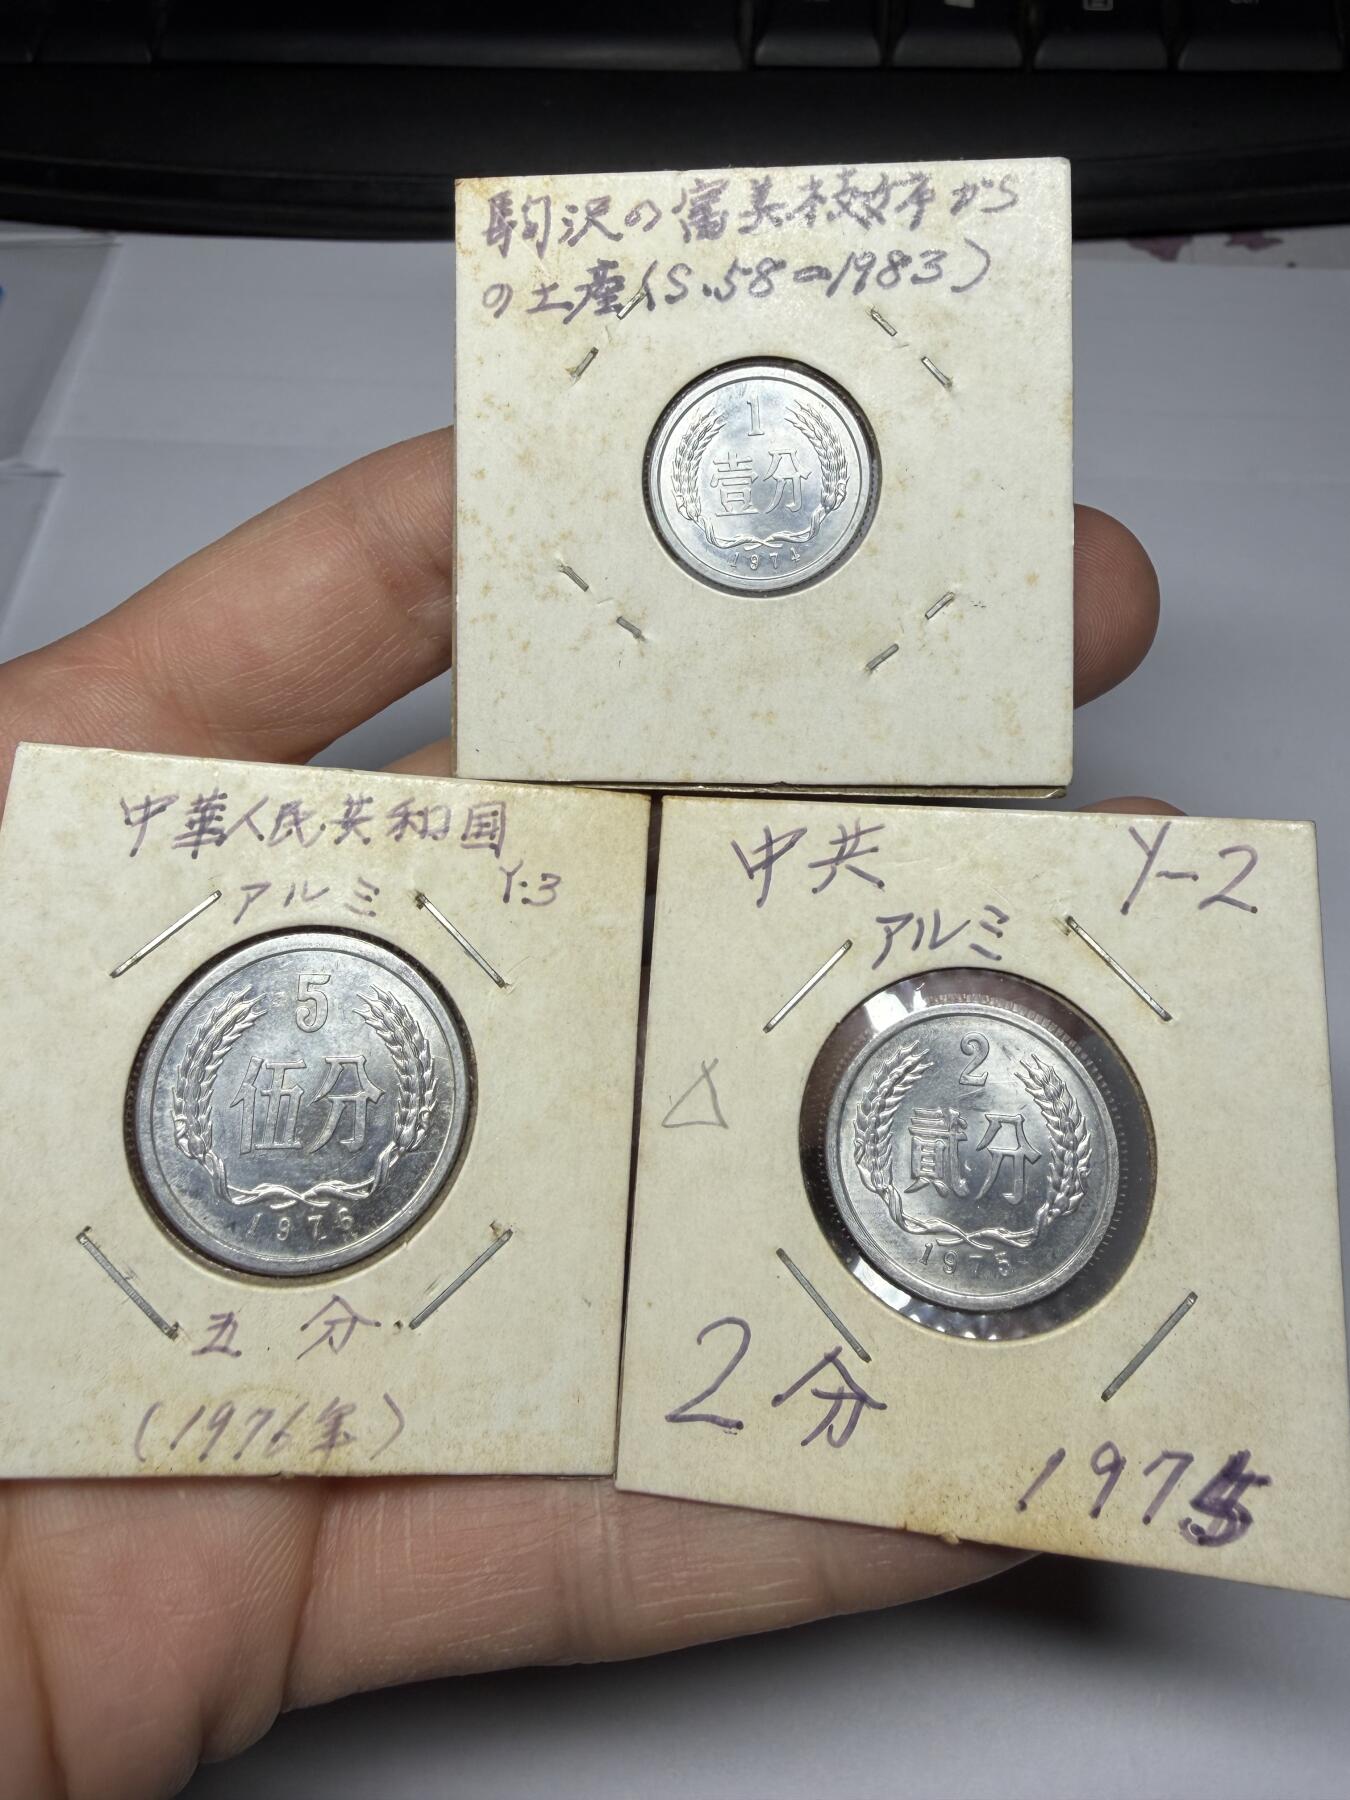 駒沢の富美枝姉から
の土産(S.58=1983)
1
壹分
1974
中華人民共和国
アルミ Y.3
5
伍分
1976
五分
(1976年)
中共 Y-2
アルミ
2
貳分
1975
2分
1975